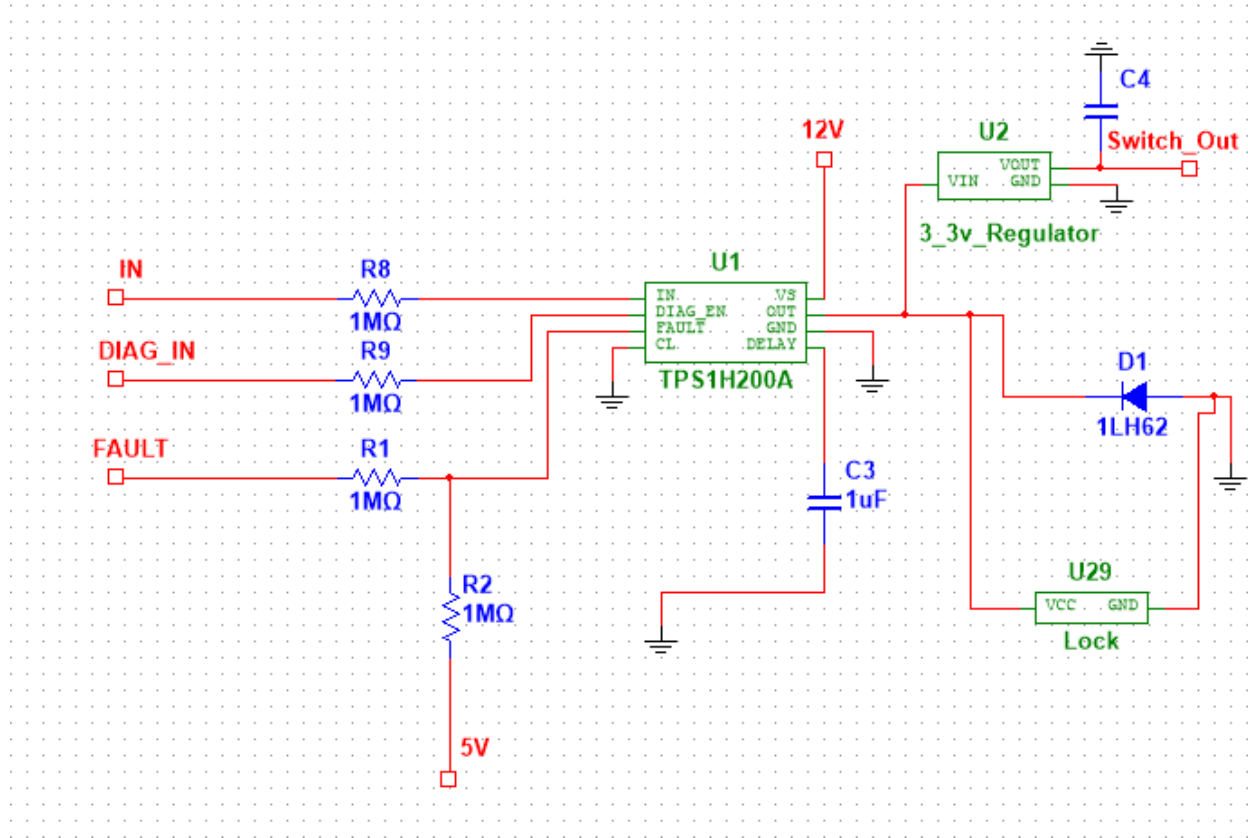 C4
12V
U2
Switch_Out
VOUT
VIN GND
3_3v_Regulator
U1
IN
R8
IN VS
DIAG_EN OUT
FAULT GND
CL DELAY
1MΩ
DIAG_IN
R9
TPS1H200A
1MΩ
D1
1LH62
FAULT
R1
1MΩ
C3
1uF
R2
1MΩ
U29
VCC GND
Lock
5V